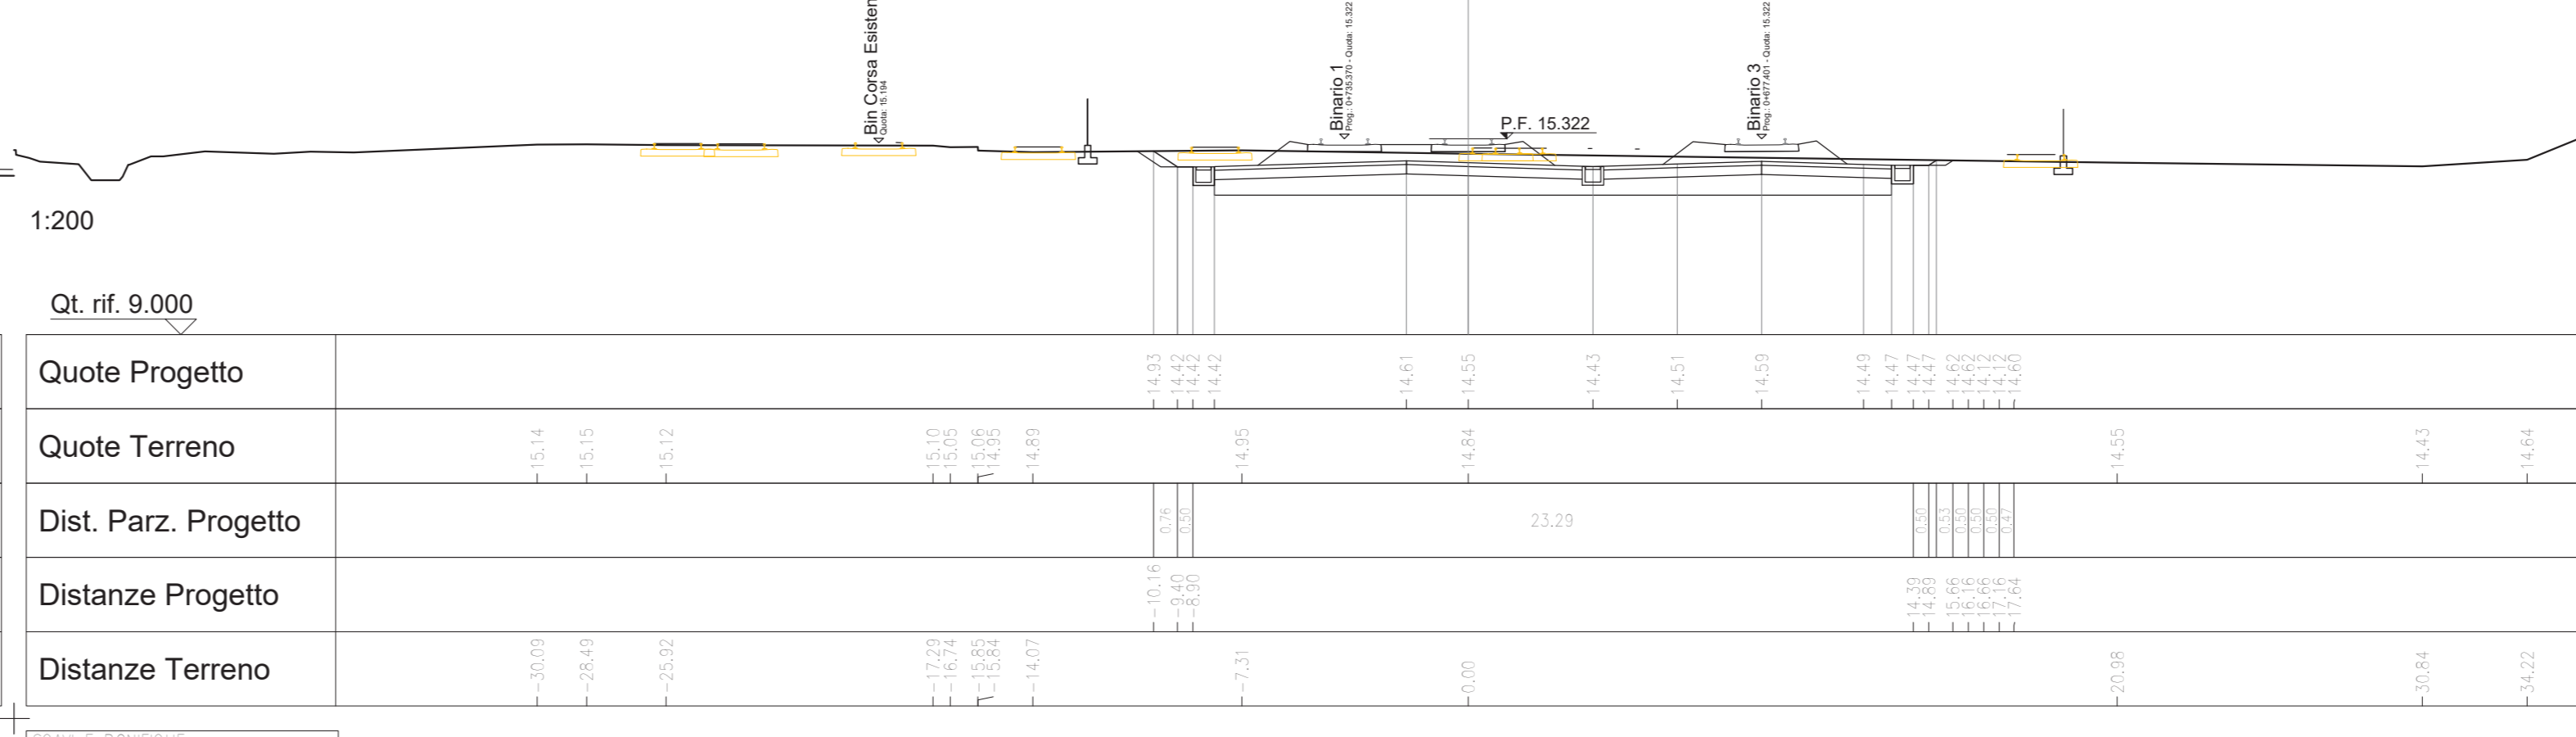 Bin Corsa Esisten
Quota: 15.194
Binario 1
Prog.: 0+735.370 - Quota: 15.322
P.F. 15.322
Binario 3
Prog.: 0+677.401 - Quota: 15.322
1:200
Qt. rif. 9.000
Quote Progetto 14.93 14.42 14.42 14.42 14.61 14.55 14.43 14.51 14.59 14.49 14.47 14.47 14.47 14.62 14.62 14.12 14.12 14.60
Quote Terreno 15.14 15.15 15.12 15.10 15.05 15.06 14.95 14.89 14.95 14.84 14.55 14.43 14.64
Dist. Parz. Progetto 0.76 0.50 23.29 0.50 0.53 0.50 0.50 0.50 0.47
Distanze Progetto -10.16 -9.40 -8.90 14.39 14.89 15.66 16.16 16.66 17.16 17.64
Distanze Terreno -30.09 -28.49 -25.92 -17.29 -16.74 -15.85 -15.84 -14.07 -7.31 0.00 20.98 30.84 34.22